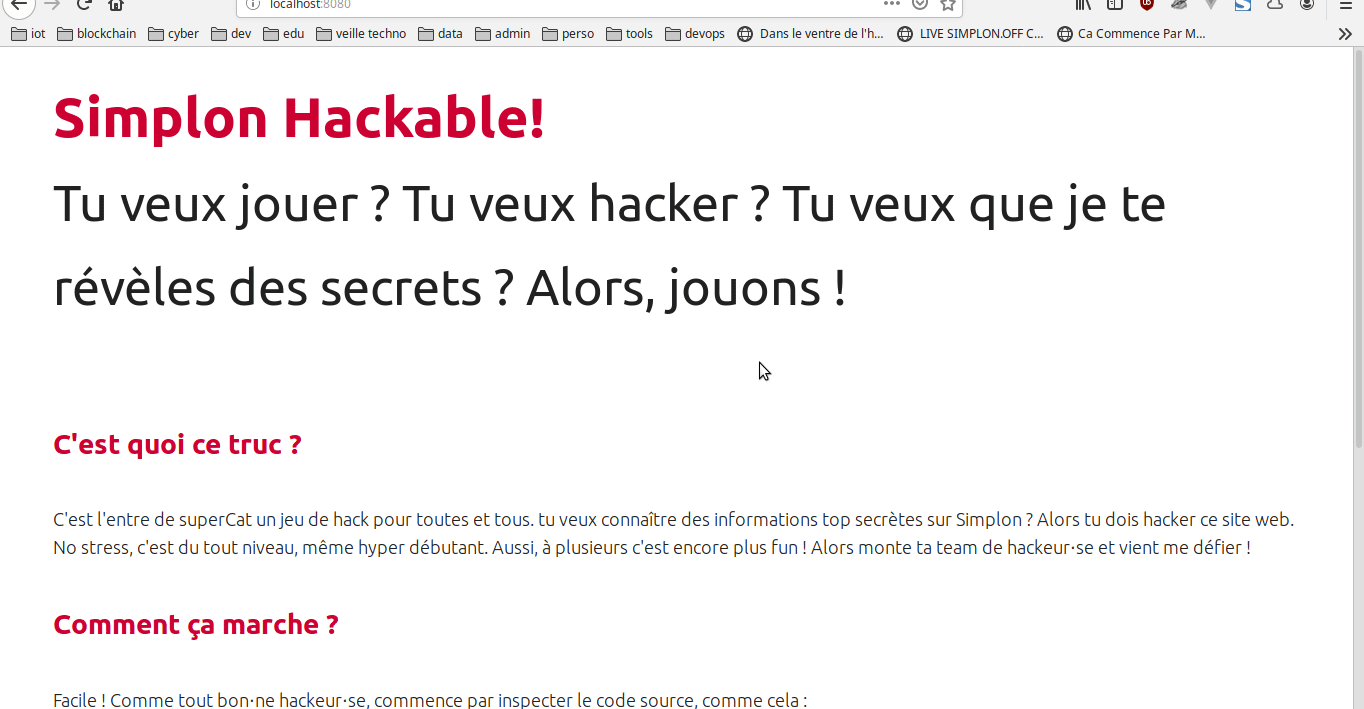 localhost:8080
iot blockchain cyber dev edu veille techno data admin perso tools devops Dans le ventre de l'h... LIVE SIMPLON.OFF C... Ca Commence Par M...
Simplon Hackable!
Tu veux jouer ? Tu veux hacker ? Tu veux que je te
révèles des secrets ? Alors, jouons !
C'est quoi ce truc ?
C'est l'entre de superCat un jeu de hack pour toutes et tous. tu veux connaître des informations top secrètes sur Simplon ? Alors tu dois hacker ce site web.
No stress, c'est du tout niveau, même hyper débutant. Aussi, à plusieurs c'est encore plus fun ! Alors monte ta team de hackeur·se et vient me défier !
Comment ça marche ?
Facile ! Comme tout bon·ne hackeur·se, commence par inspecter le code source, comme cela :